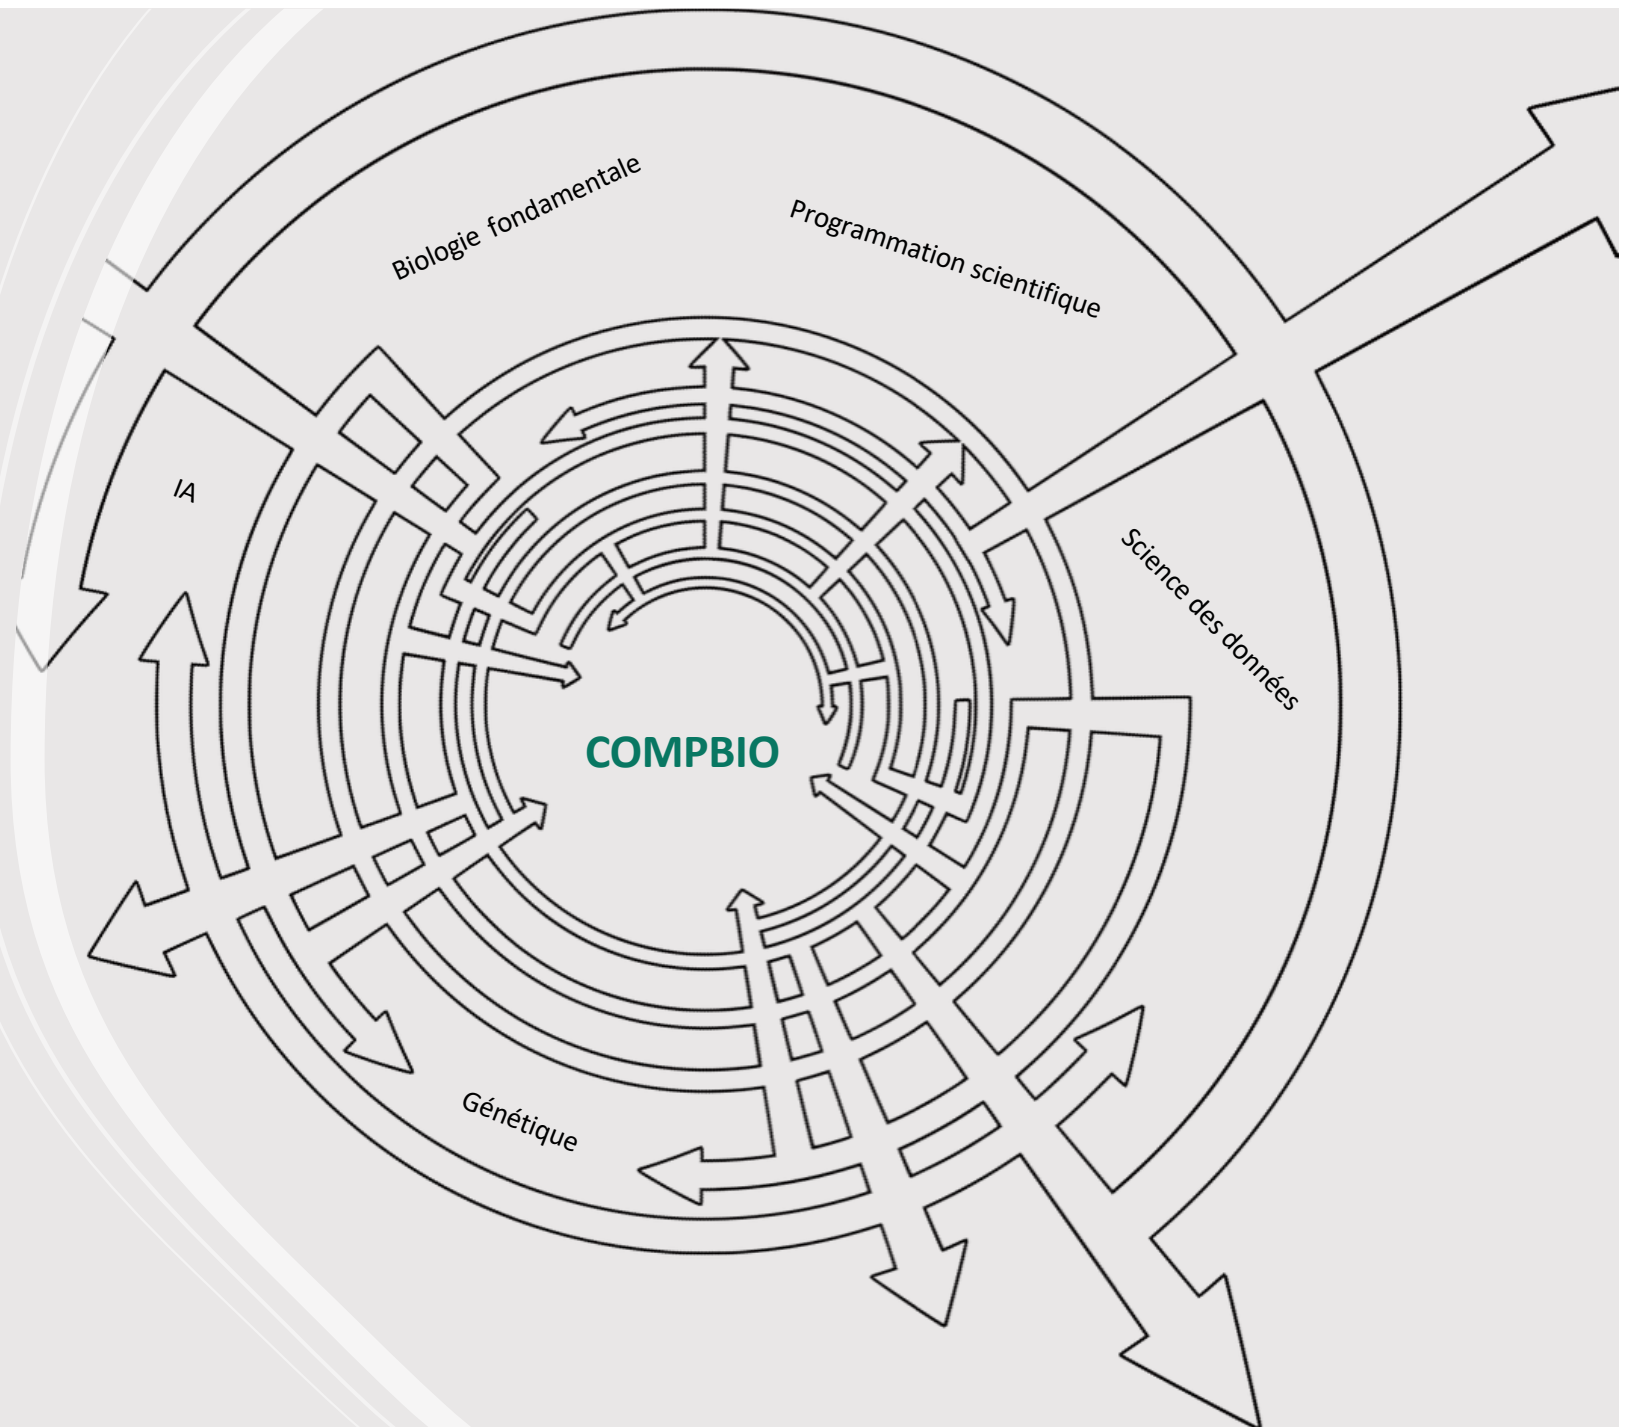 Biologie fondamentale
Programmation scientifique
IA
Science des données
COMPBIO
Génétique